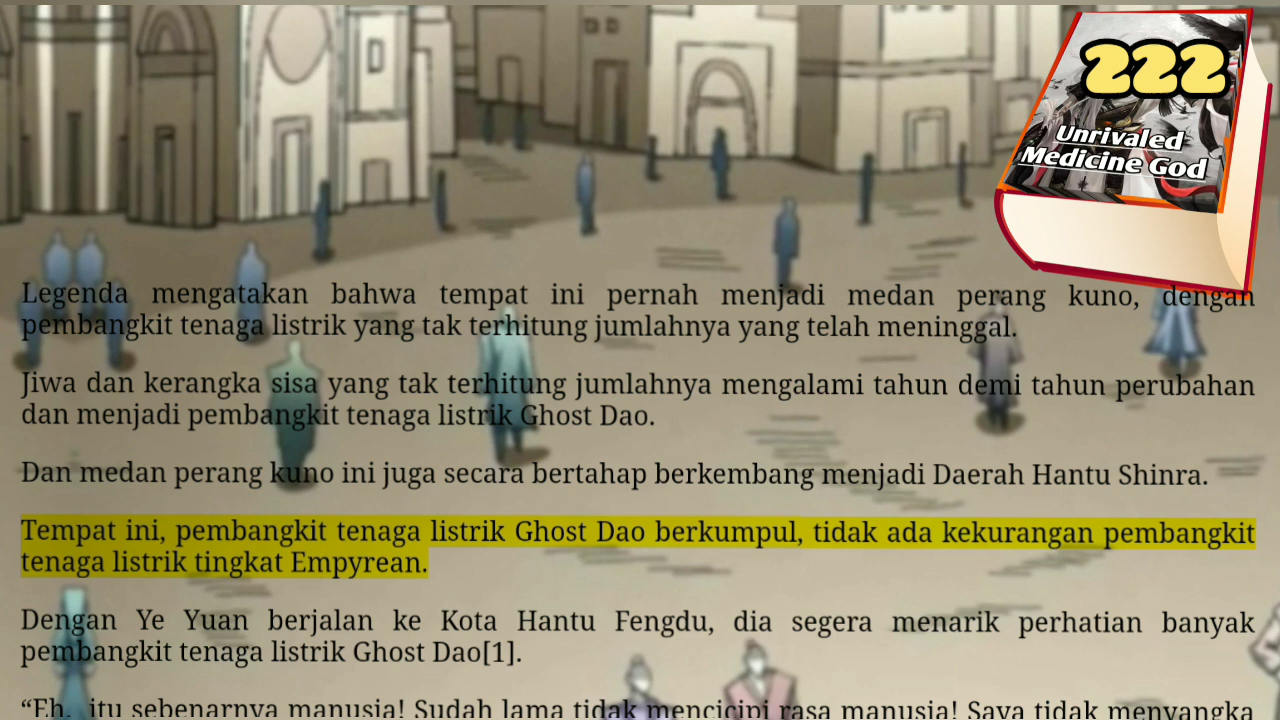 222
Unrivaled
Medicine God
Legenda mengatakan bahwa tempat ini pernah menjadi medan perang kuno, dengan
pembangkit tenaga listrik yang tak terhitung jumlahnya yang telah meninggal.
Jiwa dan kerangka sisa yang tak terhitung jumlahnya mengalami tahun demi tahun perubahan
dan menjadi pembangkit tenaga listrik Ghost Dao.
Dan medan perang kuno ini juga secara bertahap berkembang menjadi Daerah Hantu Shinra.
Tempat ini, pembangkit tenaga listrik Ghost Dao berkumpul, tidak ada kekurangan pembangkit
tenaga listrik tingkat Empyrean.
Dengan Ye Yuan berjalan ke Kota Hantu Fengdu, dia segera menarik perhatian banyak
pembangkit tenaga listrik Ghost Dao[1].
“Eh, itu sebenarnya manusia! Sudah lama tidak mencicipi rasa manusia! Saya tidak menyangka